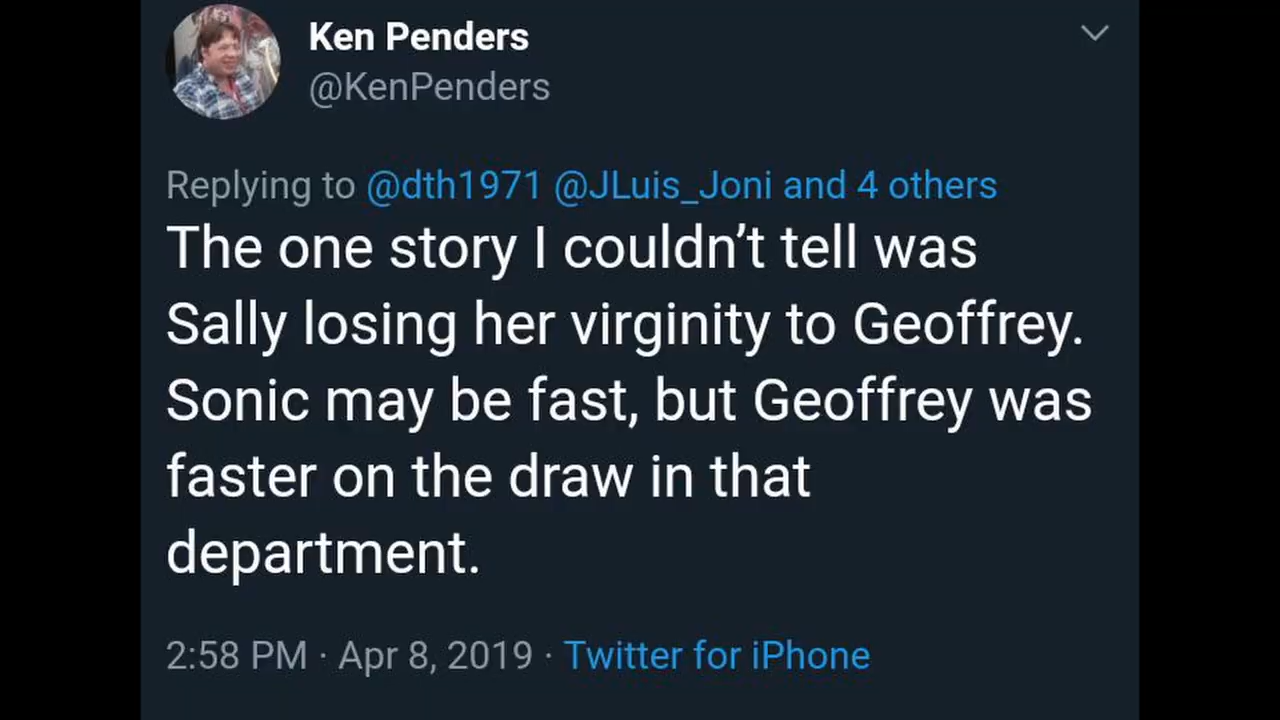 Ken Penders
@KenPenders
Replying to @dth1971 @JLuis_Joni and 4 others
The one story I couldn’t tell was
Sally losing her virginity to Geoffrey.
Sonic may be fast, but Geoffrey was
faster on the draw in that
department.
2:58 PM · Apr 8, 2019 · Twitter for iPhone